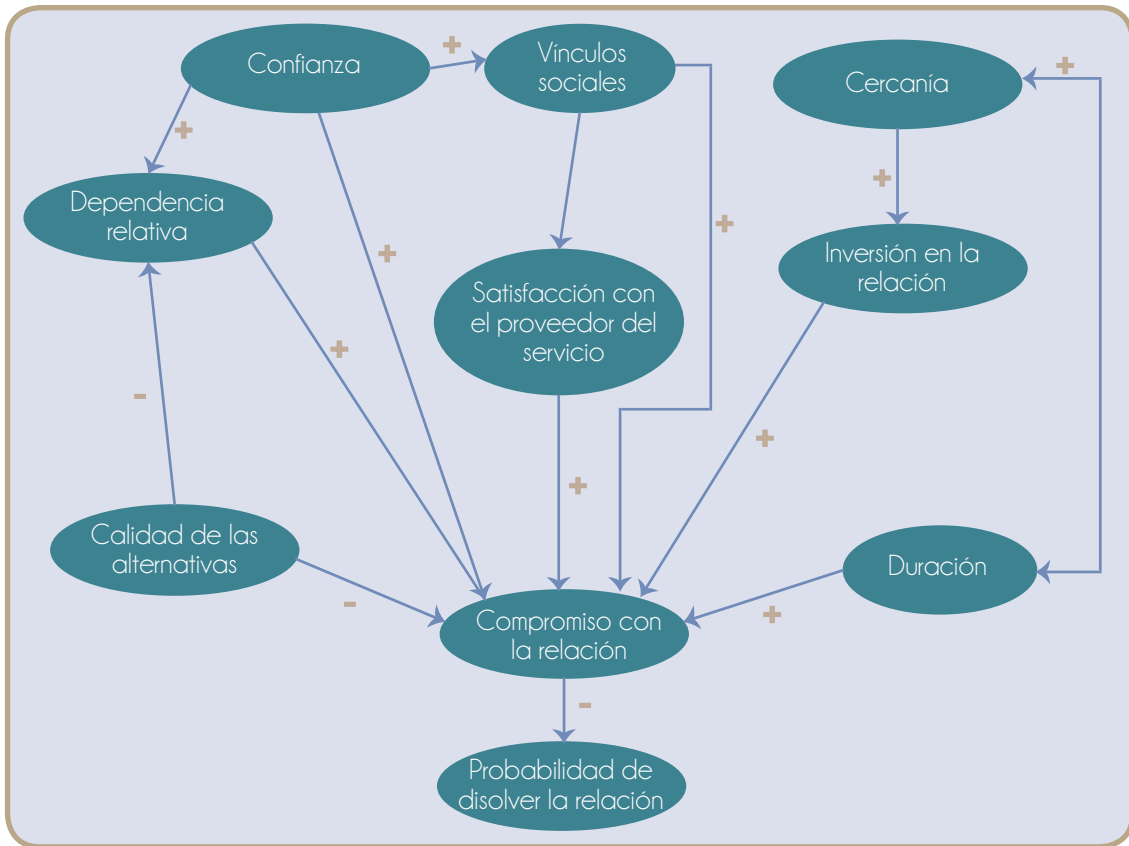 Confianza
+
Vínculos
sociales
Cercanía
+
+
+
Dependencia
relativa
+
+
Inversión en la
relación
Satisfacción con
el proveedor del
servicio
+
-
+
+
Calidad de las
alternativas
Duración
-
+
Compromiso con
la relación
-
Probabilidad de
disolver la relación